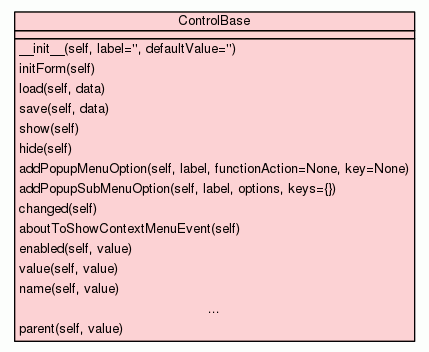 ControlBase
__init__(self, label='', defaultValue='')
initForm(self)
load(self, data)
save(self, data)
show(self)
hide(self)
addPopupMenuOption(self, label, functionAction=None, key=None)
addPopupSubMenuOption(self, label, options, keys={})
changed(self)
aboutToShowContextMenuEvent(self)
enabled(self, value)
value(self, value)
name(self, value)
...
parent(self, value)